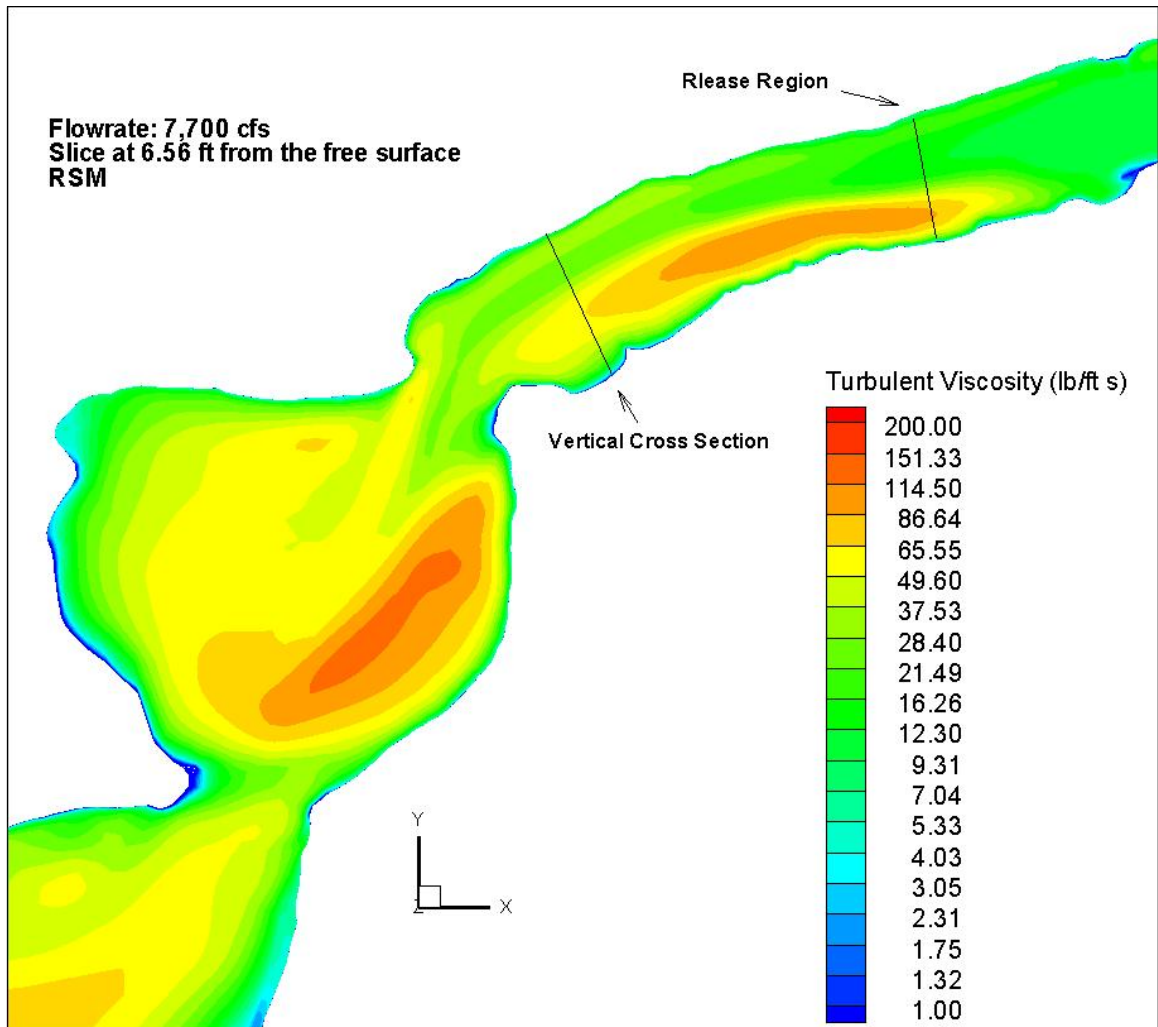 Rlease Region
Flowrate: 7,700 cfs
Slice at 6.56 ft from the free surface
RSM
Vertical Cross Section
Turbulent Viscosity (lb/ft s)
200.00
151.33
114.50
86.64
65.55
49.60
37.53
28.40
21.49
16.26
12.30
9.31
7.04
5.33
4.03
3.05
2.31
1.75
1.32
1.00
Y
Z
X